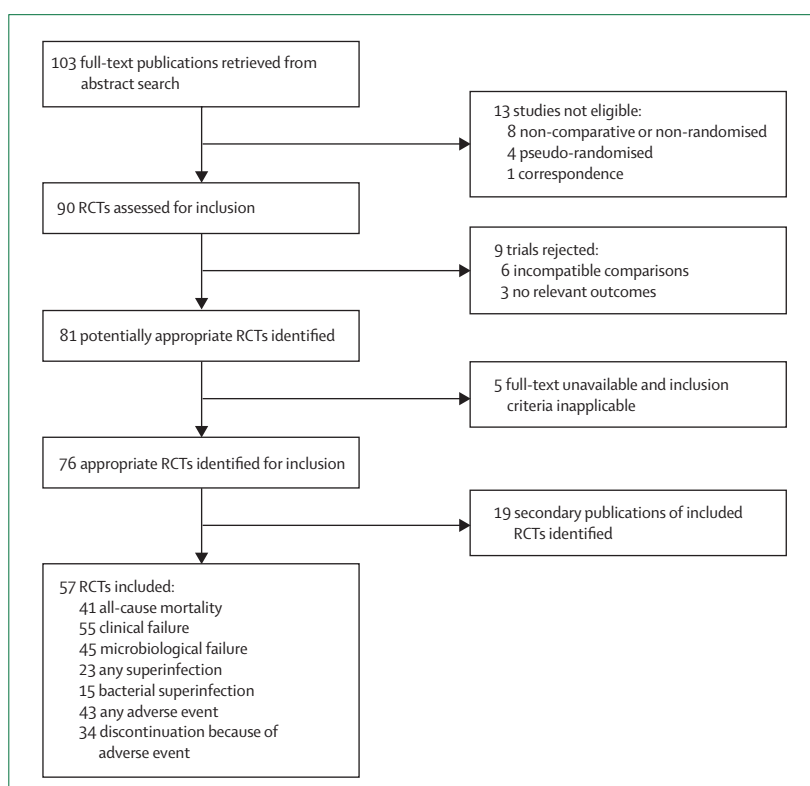 103 full-text publications retrieved from
abstract search
13 studies not eligible:
8 non-comparative or non-randomised
4 pseudo-randomised
1 correspondence
90 RCTs assessed for inclusion
9 trials rejected:
6 incompatible comparisons
3 no relevant outcomes
81 potentially appropriate RCTs identified
5 full-text unavailable and inclusion
criteria inapplicable
76 appropriate RCTs identified for inclusion
19 secondary publications of included
RCTs identified
57 RCTs included:
41 all-cause mortality
55 clinical failure
45 microbiological failure
23 any superinfection
15 bacterial superinfection
43 any adverse event
34 discontinuation because of
adverse event